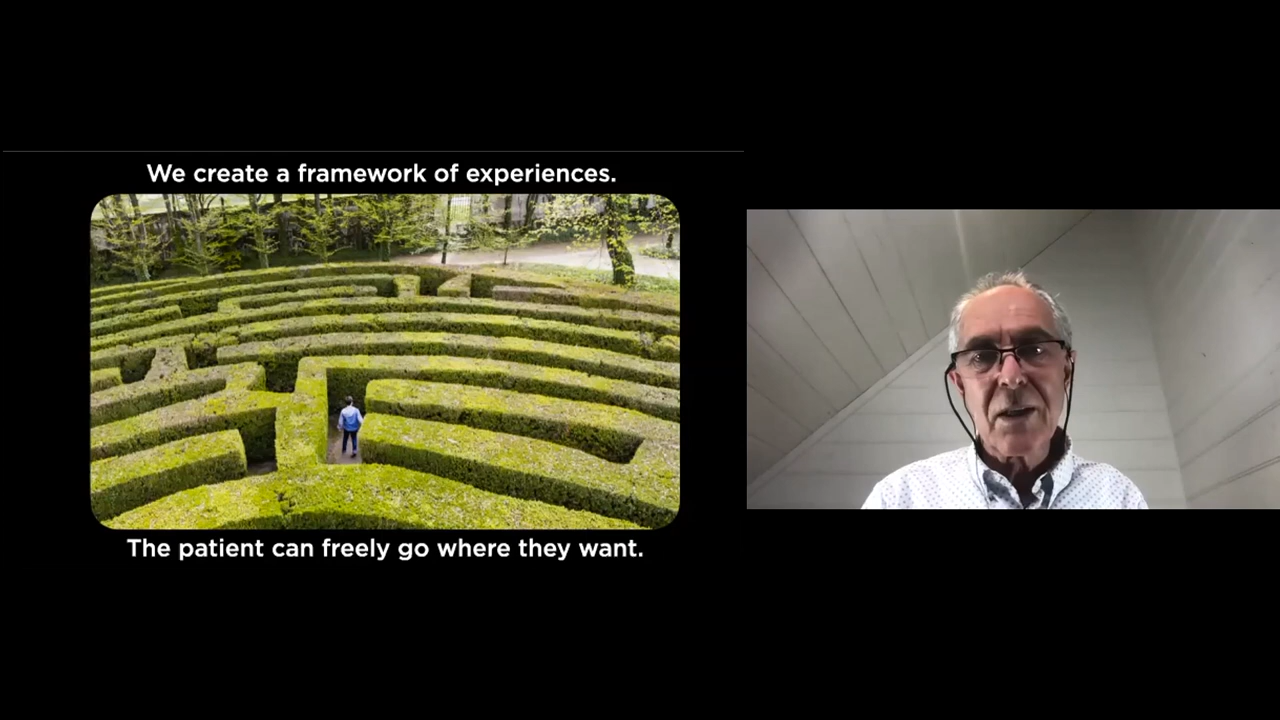 We create a framework of experiences.
The patient can freely go where they want.